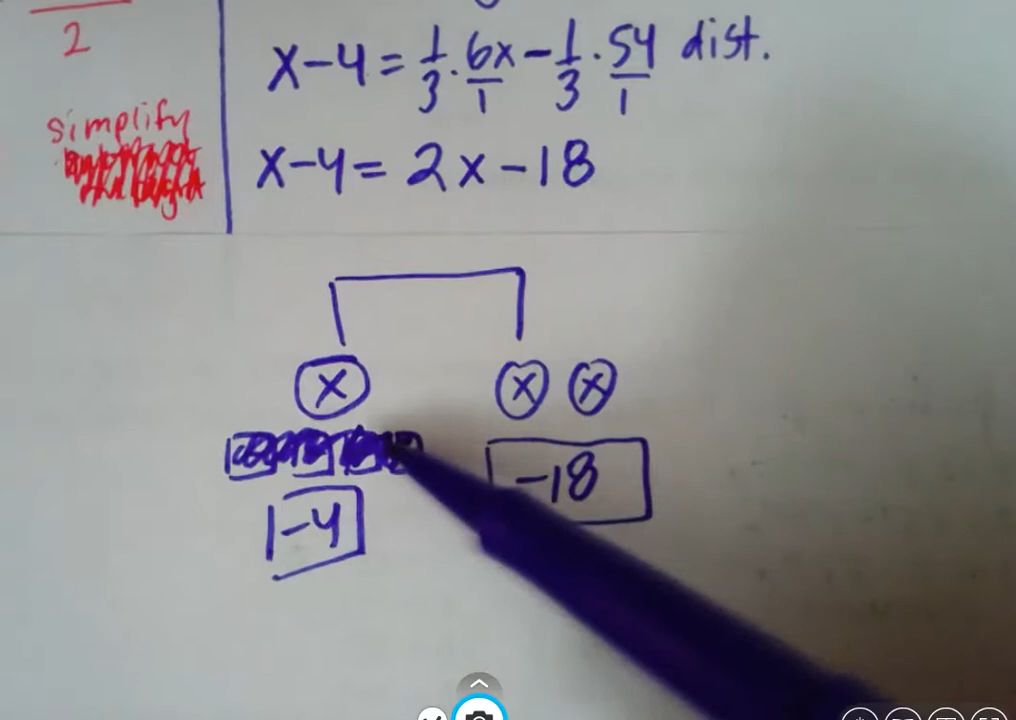 2
simplify
x-4 = 1/3 · 6x/1 - 1/3 · 54/1 dist.
x-4 = 2x-18
x x x
-4 -18